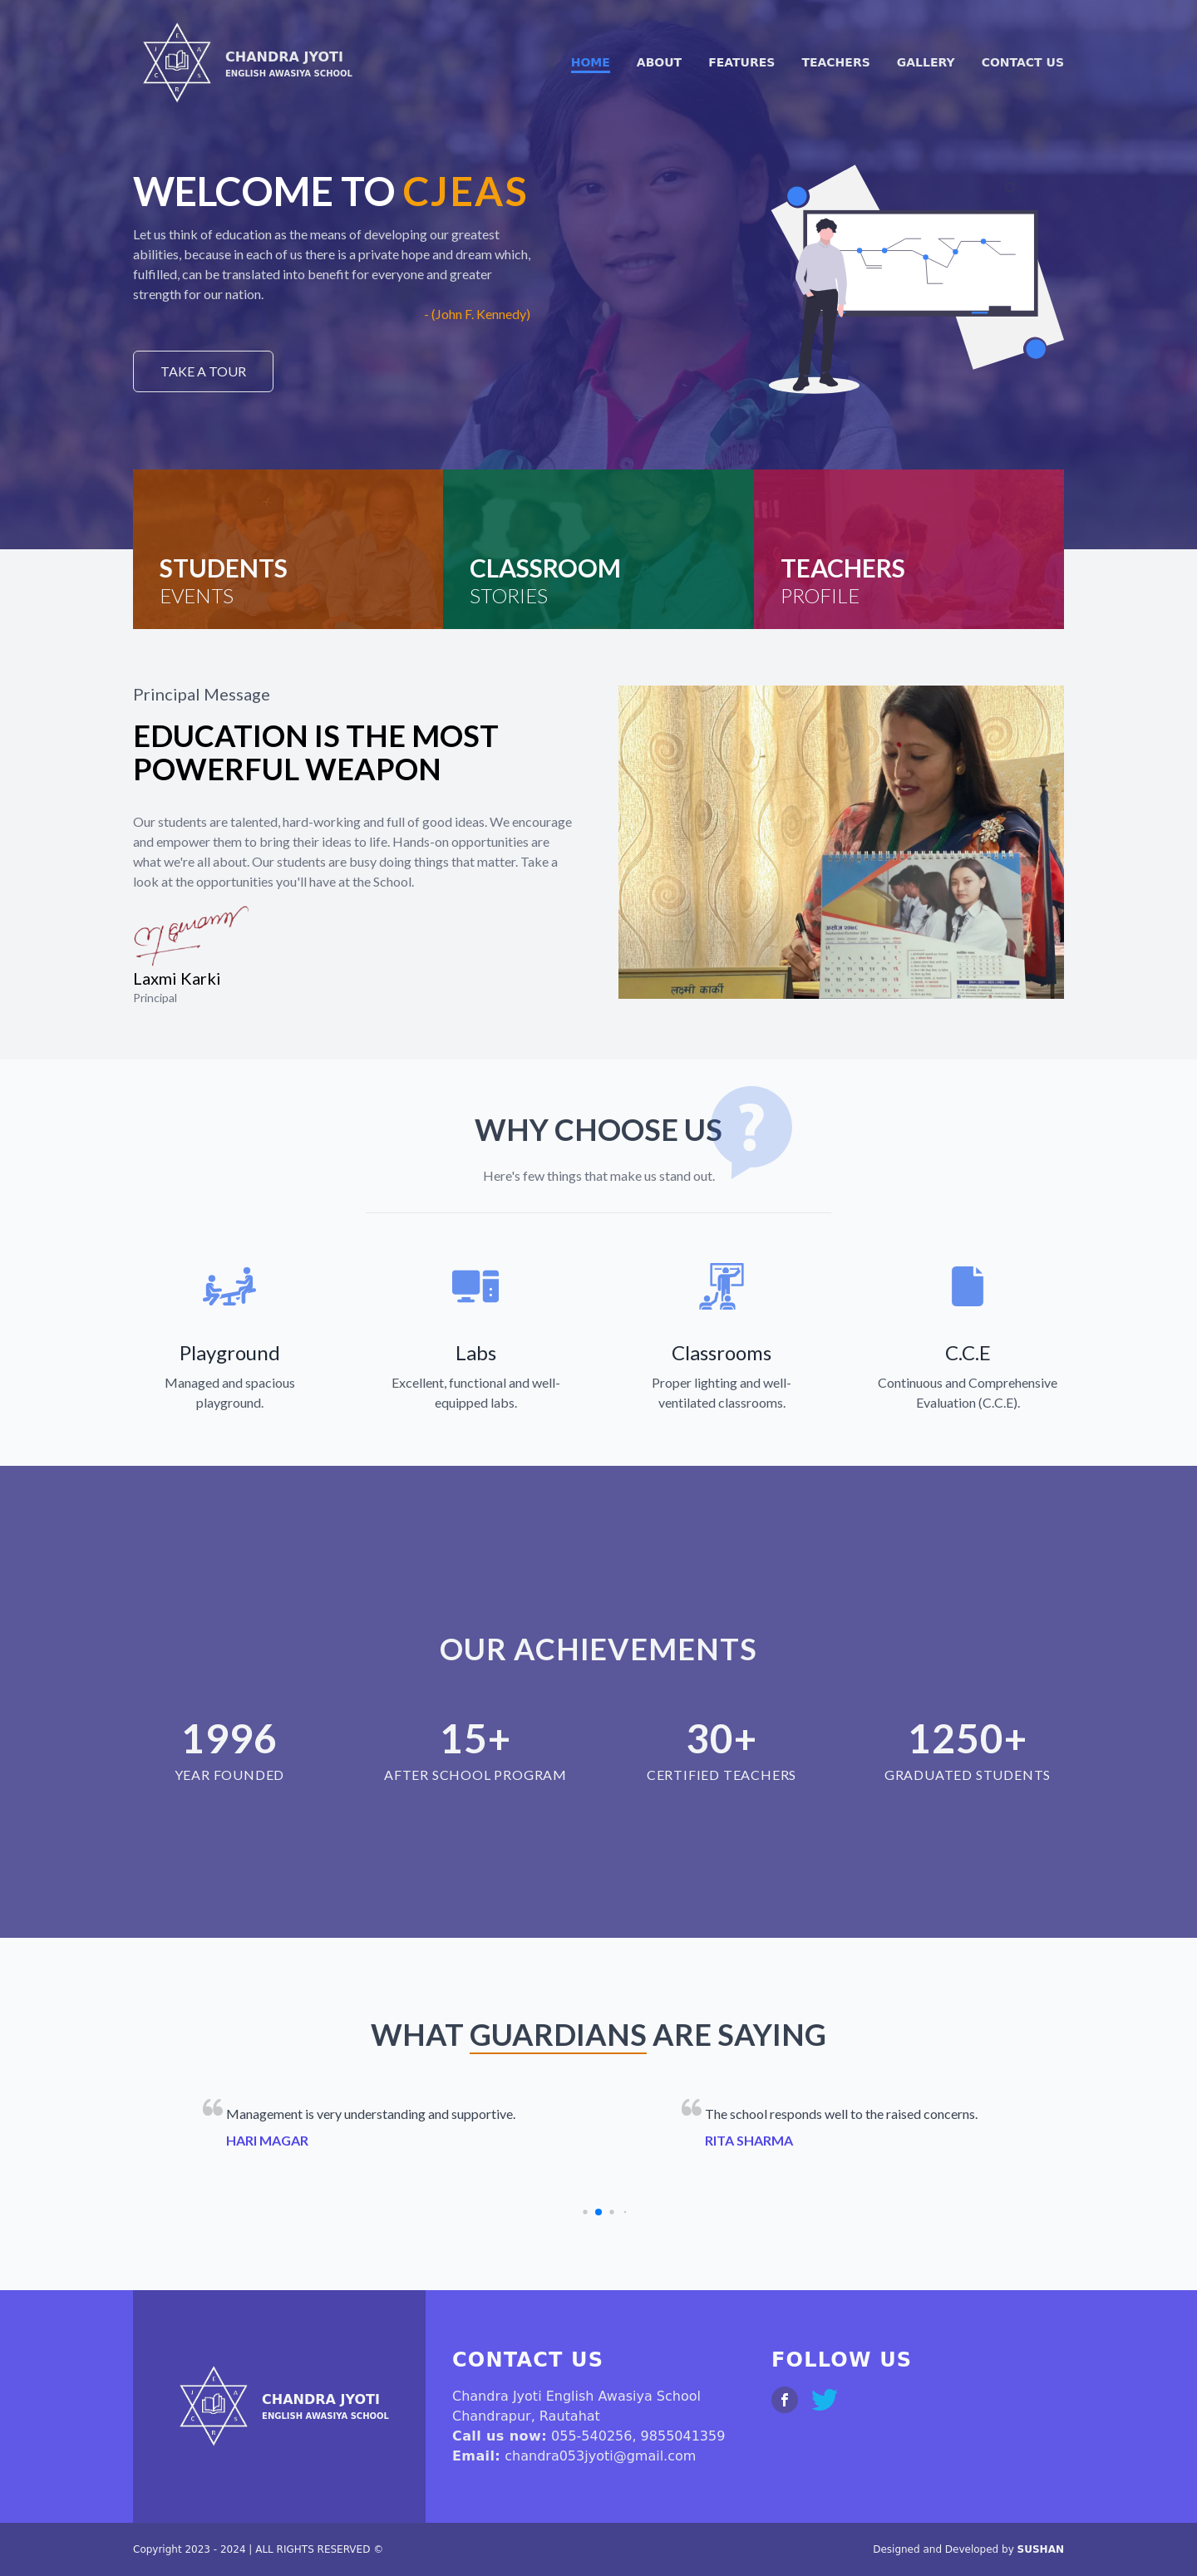 CHANDRA JYOTI
ENGLISH AWASIYA SCHOOL
HOME ABOUT FEATURES TEACHERS GALLERY CONTACT US
WELCOME TO CJEAS
Let us think of education as the means of developing our greatest
abilities, because in each of us there is a private hope and dream which,
fulfilled, can be translated into benefit for everyone and greater
strength for our nation.
- (John F. Kennedy)
TAKE A TOUR
STUDENTS
EVENTS
CLASSROOM
STORIES
TEACHERS
PROFILE
Principal Message
EDUCATION IS THE MOST
POWERFUL WEAPON
Our students are talented, hard-working and full of good ideas. We encourage
and empower them to bring their ideas to life. Hands-on opportunities are
what we're all about. Our students are busy doing things that matter. Take a
look at the opportunities you'll have at the School.
Laxmi Karki
Principal
लक्ष्मी कार्की
WHY CHOOSE US
?
Here's few things that make us stand out.
Playground
Managed and spacious
playground.
Labs
Excellent, functional and well-
equipped labs.
Classrooms
Proper lighting and well-
ventilated classrooms.
C.C.E
Continuous and Comprehensive
Evaluation (C.C.E).
OUR ACHIEVEMENTS
1996
YEAR FOUNDED
15+
AFTER SCHOOL PROGRAM
30+
CERTIFIED TEACHERS
1250+
GRADUATED STUDENTS
WHAT GUARDIANS ARE SAYING
Management is very understanding and supportive.
HARI MAGAR
The school responds well to the raised concerns.
RITA SHARMA
CHANDRA JYOTI
ENGLISH AWASIYA SCHOOL
CONTACT US
Chandra Jyoti English Awasiya School
Chandrapur, Rautahat
Call us now: 055-540256, 9855041359
Email: chandra053jyoti@gmail.com
FOLLOW US
Copyright 2023 - 2024 | ALL RIGHTS RESERVED ©
Designed and Developed by SUSHAN